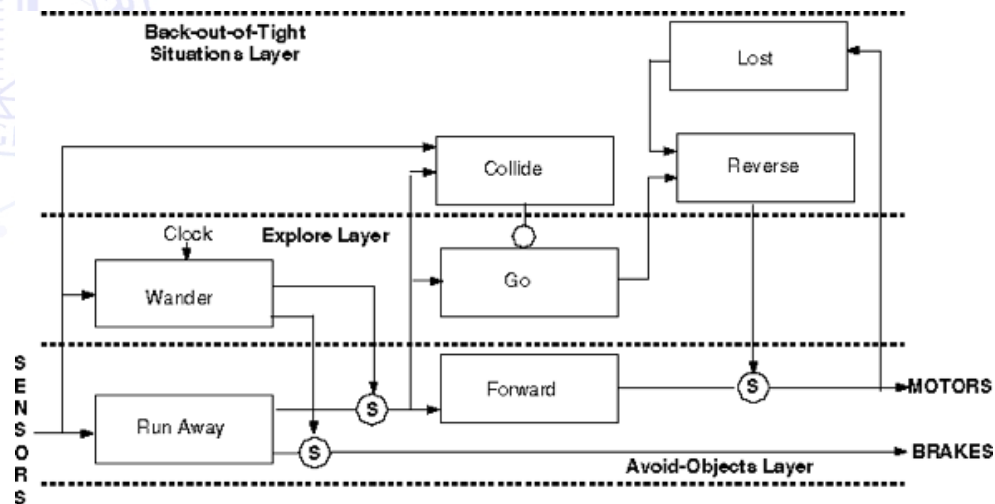 Back-out-of-Tight
Situations Layer
Lost
Collide
Reverse
Clock
Explore Layer
Wander
Go
SENSORS
Run Away
S
S
Forward
S
MOTORS
BRAKES
Avoid-Objects Layer